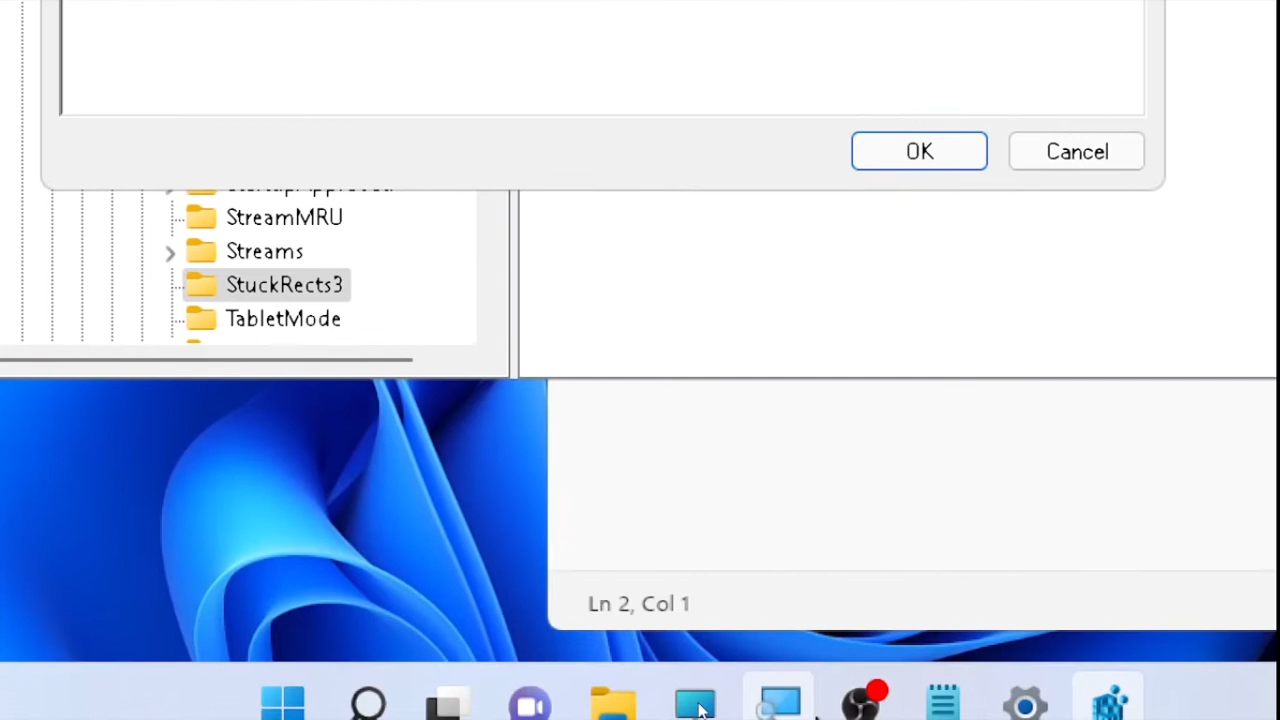 OK
Cancel
StreamMRU
Streams
StuckRects3
TabletMode
Ln 2, Col 1